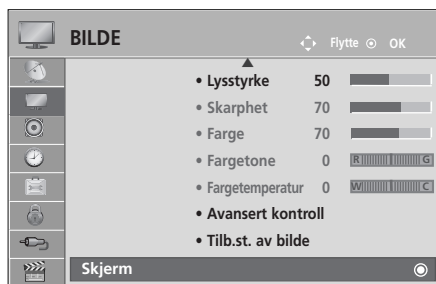 BILDE
Flytte OK
• Lysstyrke 50
• Skarphet 70
• Farge 70
• Fargetone 0 R G
• Fargetemperatur 0 W C
• Avansert kontroll
• Tilb.st. av bilde
Skjerm